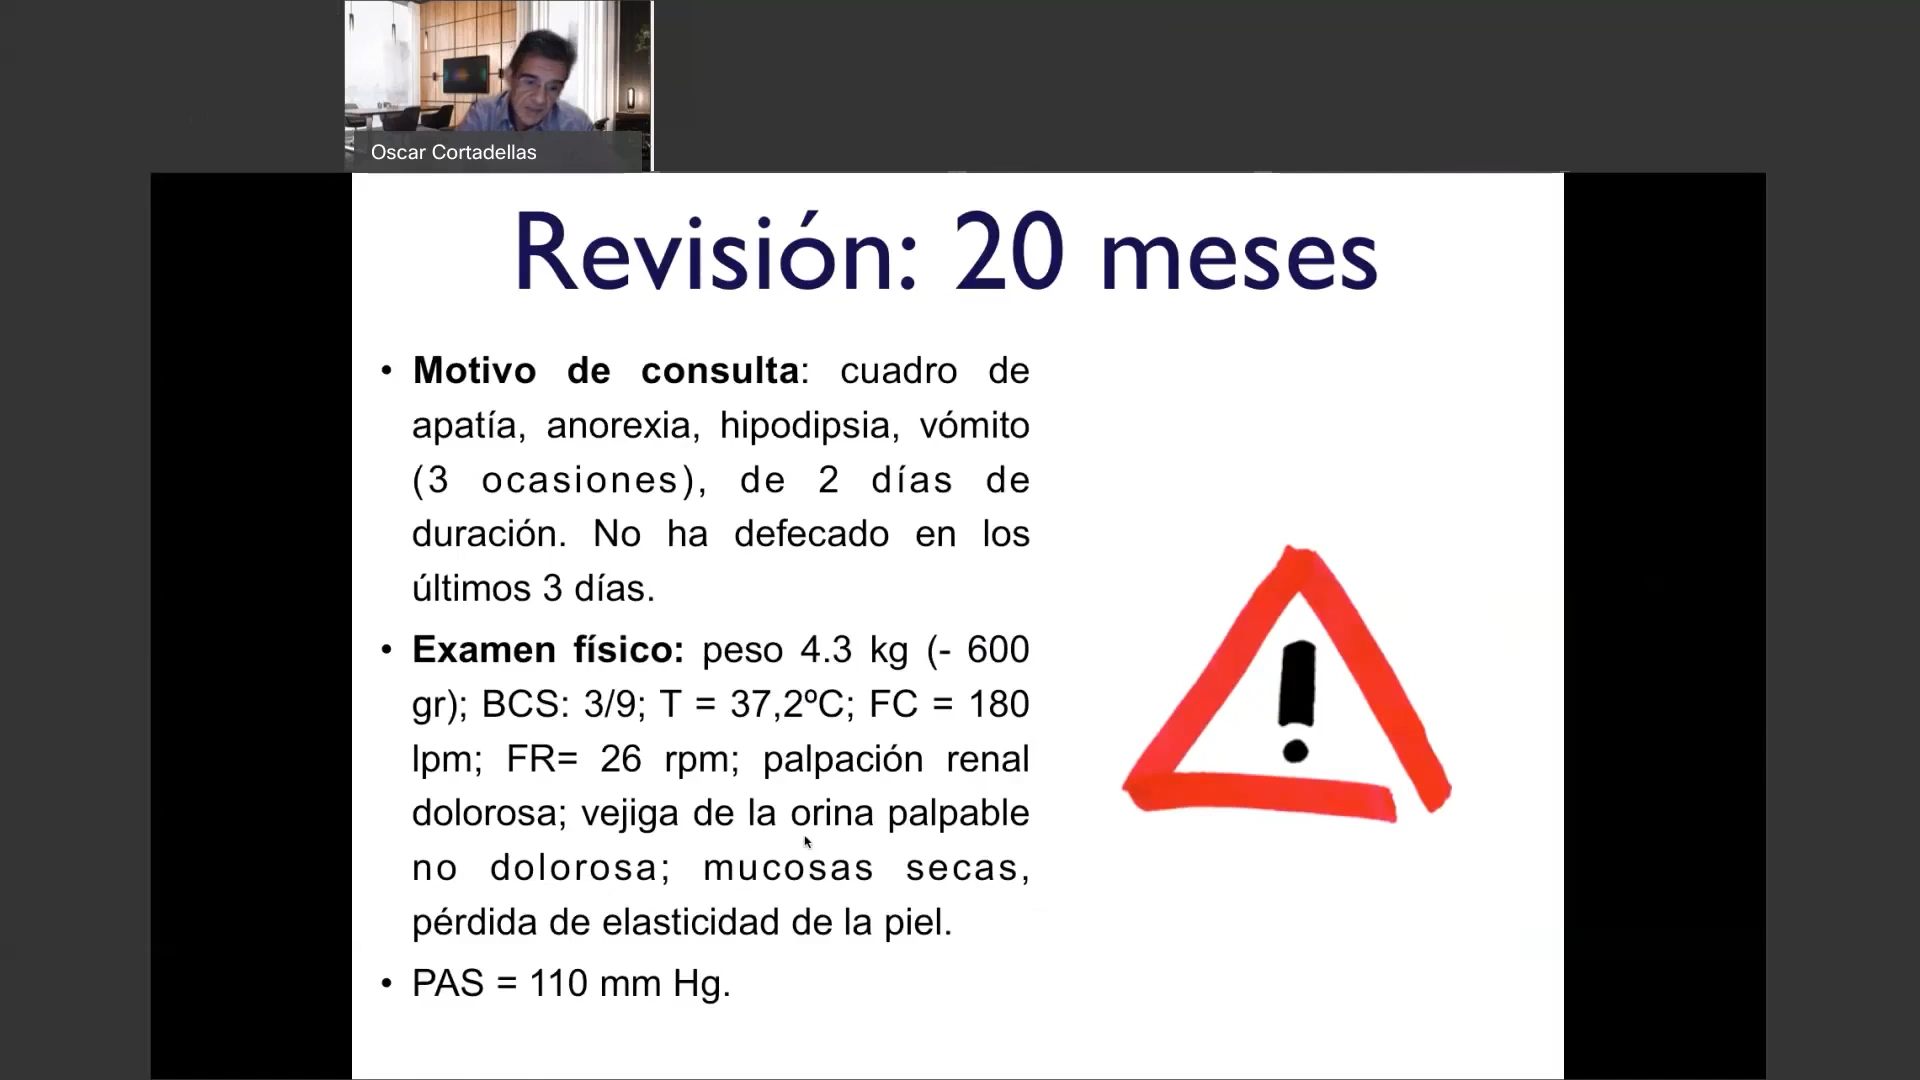 Oscar Cortadellas
Revisión: 20 meses
• Motivo de consulta: cuadro de
apatía, anorexia, hipodipsia, vómito
(3 ocasiones), de 2 días de
duración. No ha defecado en los
últimos 3 días.
• Examen físico: peso 4.3 kg (- 600
gr); BCS: 3/9; T = 37,2ºC; FC = 180
lpm; FR= 26 rpm; palpación renal
dolorosa; vejiga de la orina palpable
no dolorosa; mucosas secas,
pérdida de elasticidad de la piel.
• PAS = 110 mm Hg.
!